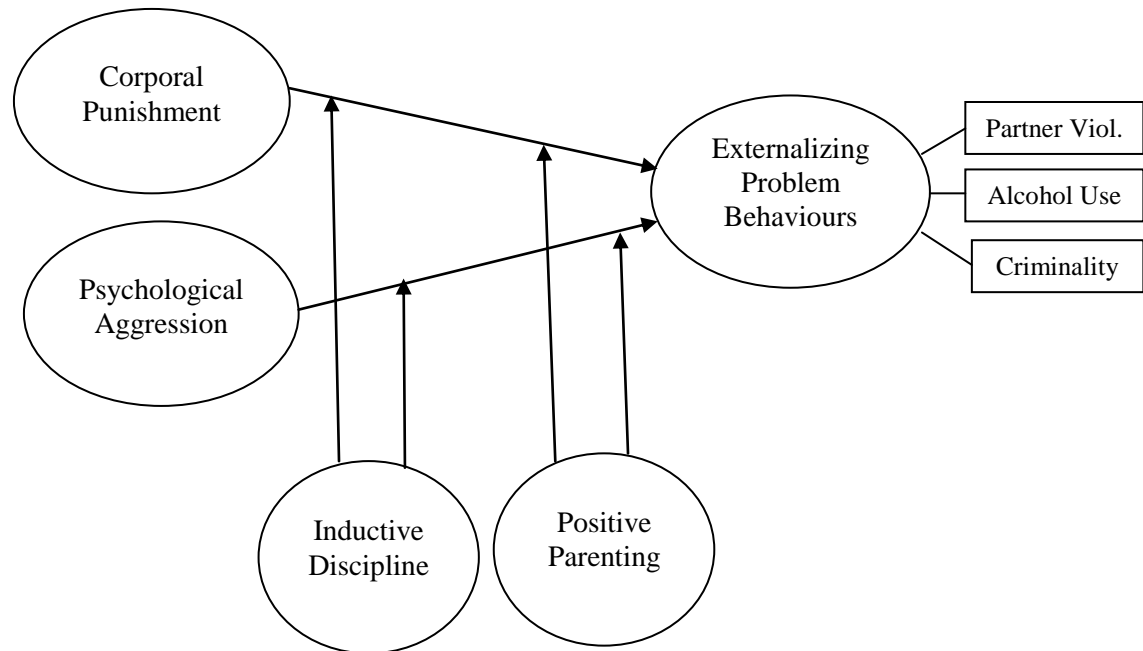 Corporal
Punishment
Psychological
Aggression
Externalizing
Problem
Behaviours
Partner Viol.
Alcohol Use
Criminality
Inductive
Discipline
Positive
Parenting